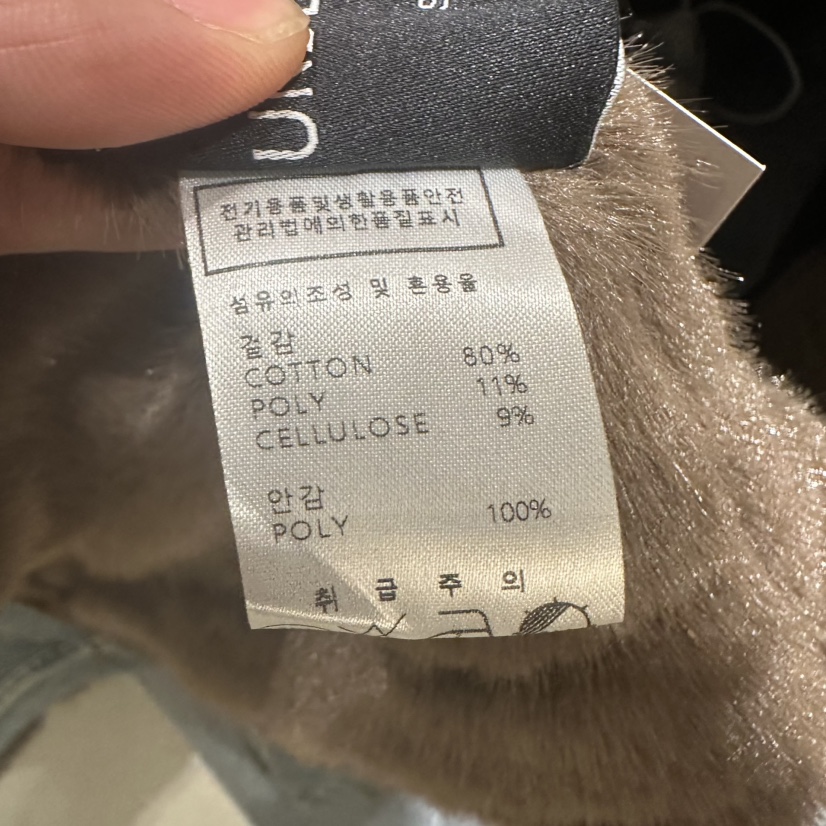 전기용품및생활용품안전
관리법에의한품질표시
섬유의조성 및 혼용율
겉감
COTTON 80%
POLY 11%
CELLULOSE 9%
안감
POLY 100%
취 급 주 의